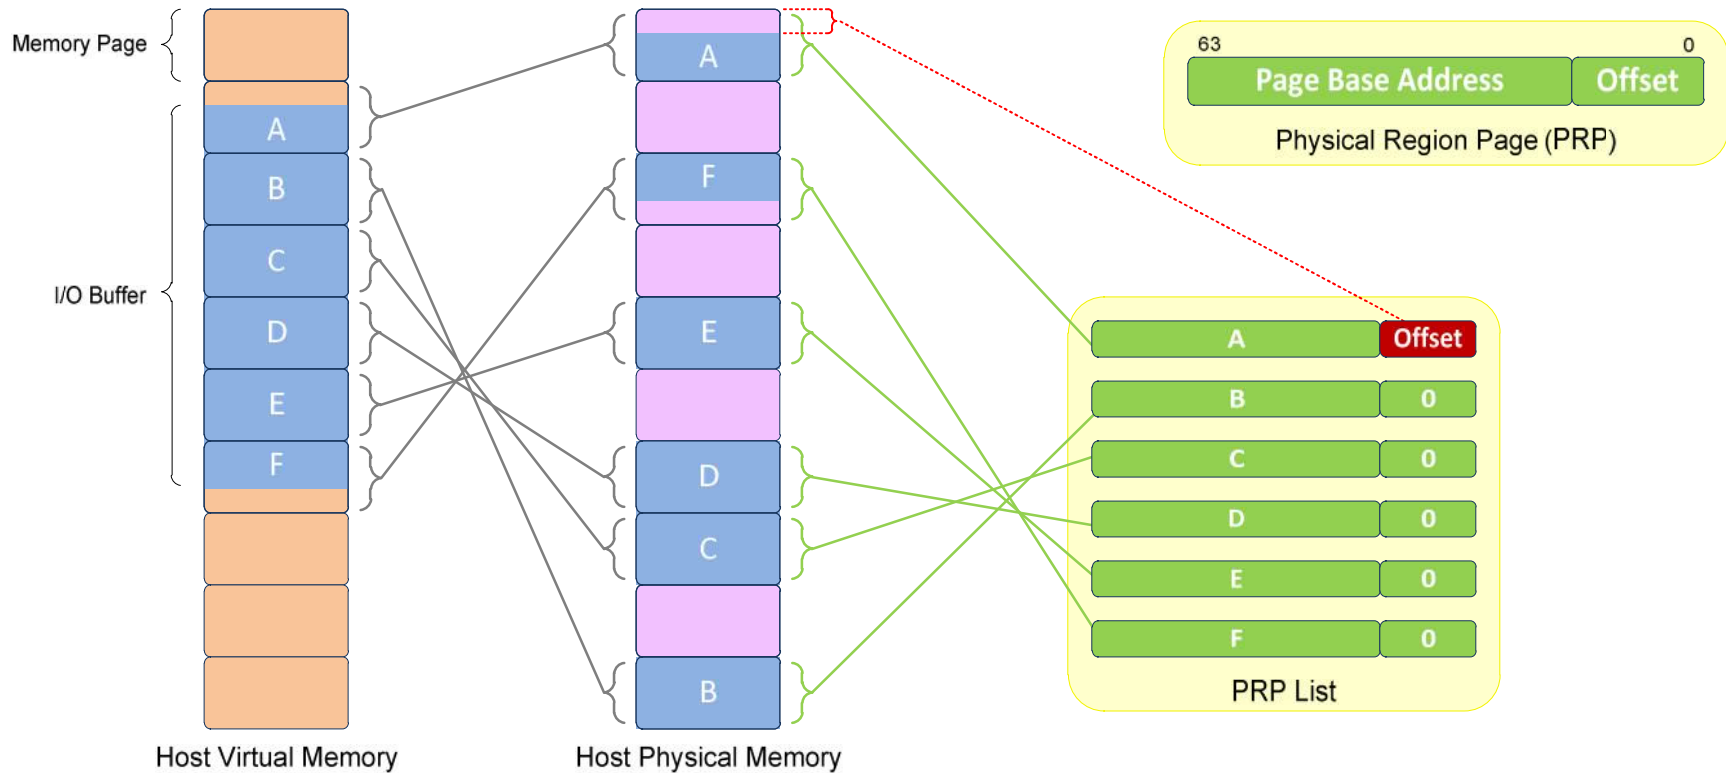 Memory Page
I/O Buffer
A
B
C
D
E
F
Host Virtual Memory
A
F
E
D
C
B
Host Physical Memory
63 0
Page Base Address Offset
Physical Region Page (PRP)
A Offset
B 0
C 0
D 0
E 0
F 0
PRP List